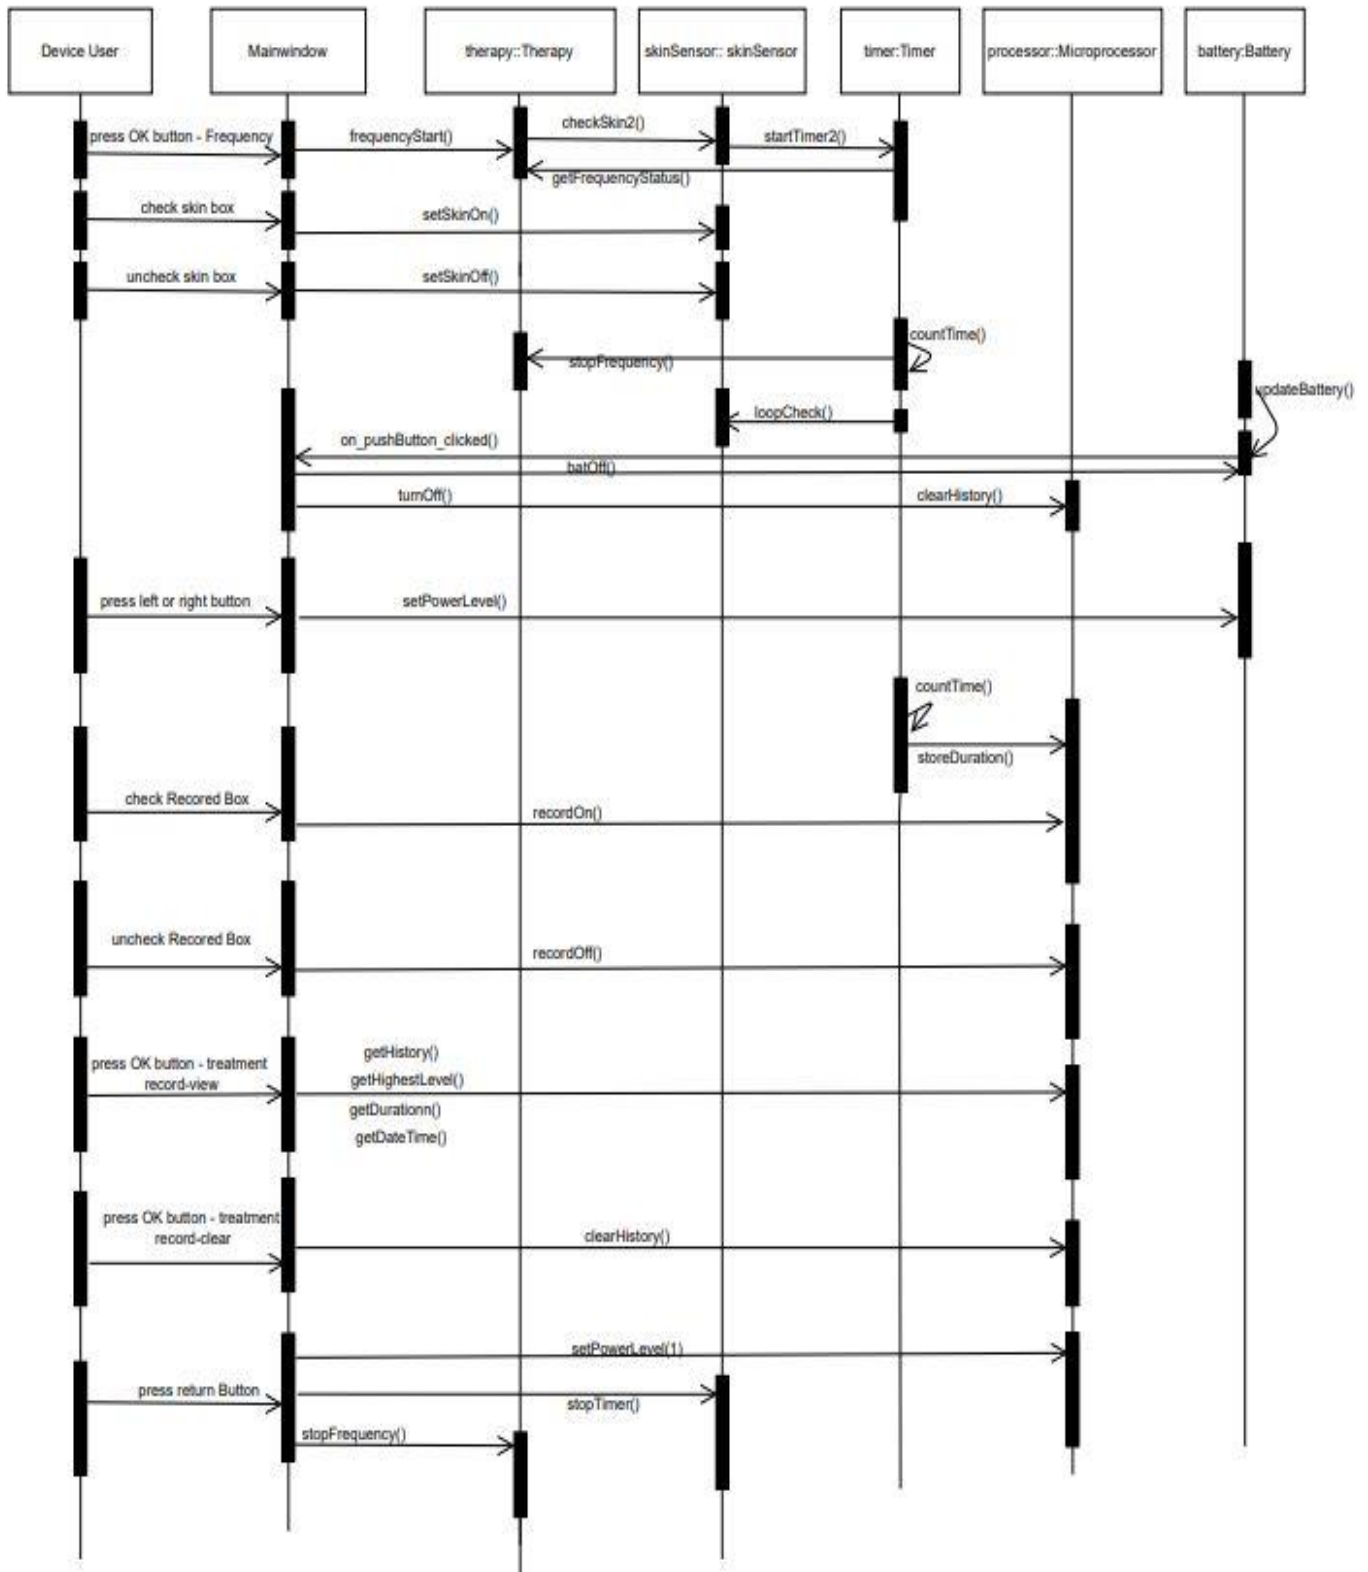 Device User
Mainwindow
therapy::Therapy
skinSensor:: skinSensor
timer:Timer
processor::Microprocessor
battery:Battery
press OK button - Frequency
frequencyStart()
checkSkin2()
startTimer2()
getFrequencyStatus()
check skin box
setSkinOn()
uncheck skin box
setSkinOff()
countTime()
stopFrequency()
updateBattery()
loopCheck()
on_pushButton_clicked()
batOff()
turnOff()
clearHistory()
press left or right button
setPowerLevel()
countTime()
storeDuration()
check Recored Box
recordOn()
uncheck Recored Box
recordOff()
press OK button - treatment
record-view
getHistory()
getHighestLevel()
getDurationn()
getDateTime()
press OK button - treatment
record-clear
clearHistory()
setPowerLevel(1)
press return Button
stopTimer()
stopFrequency()